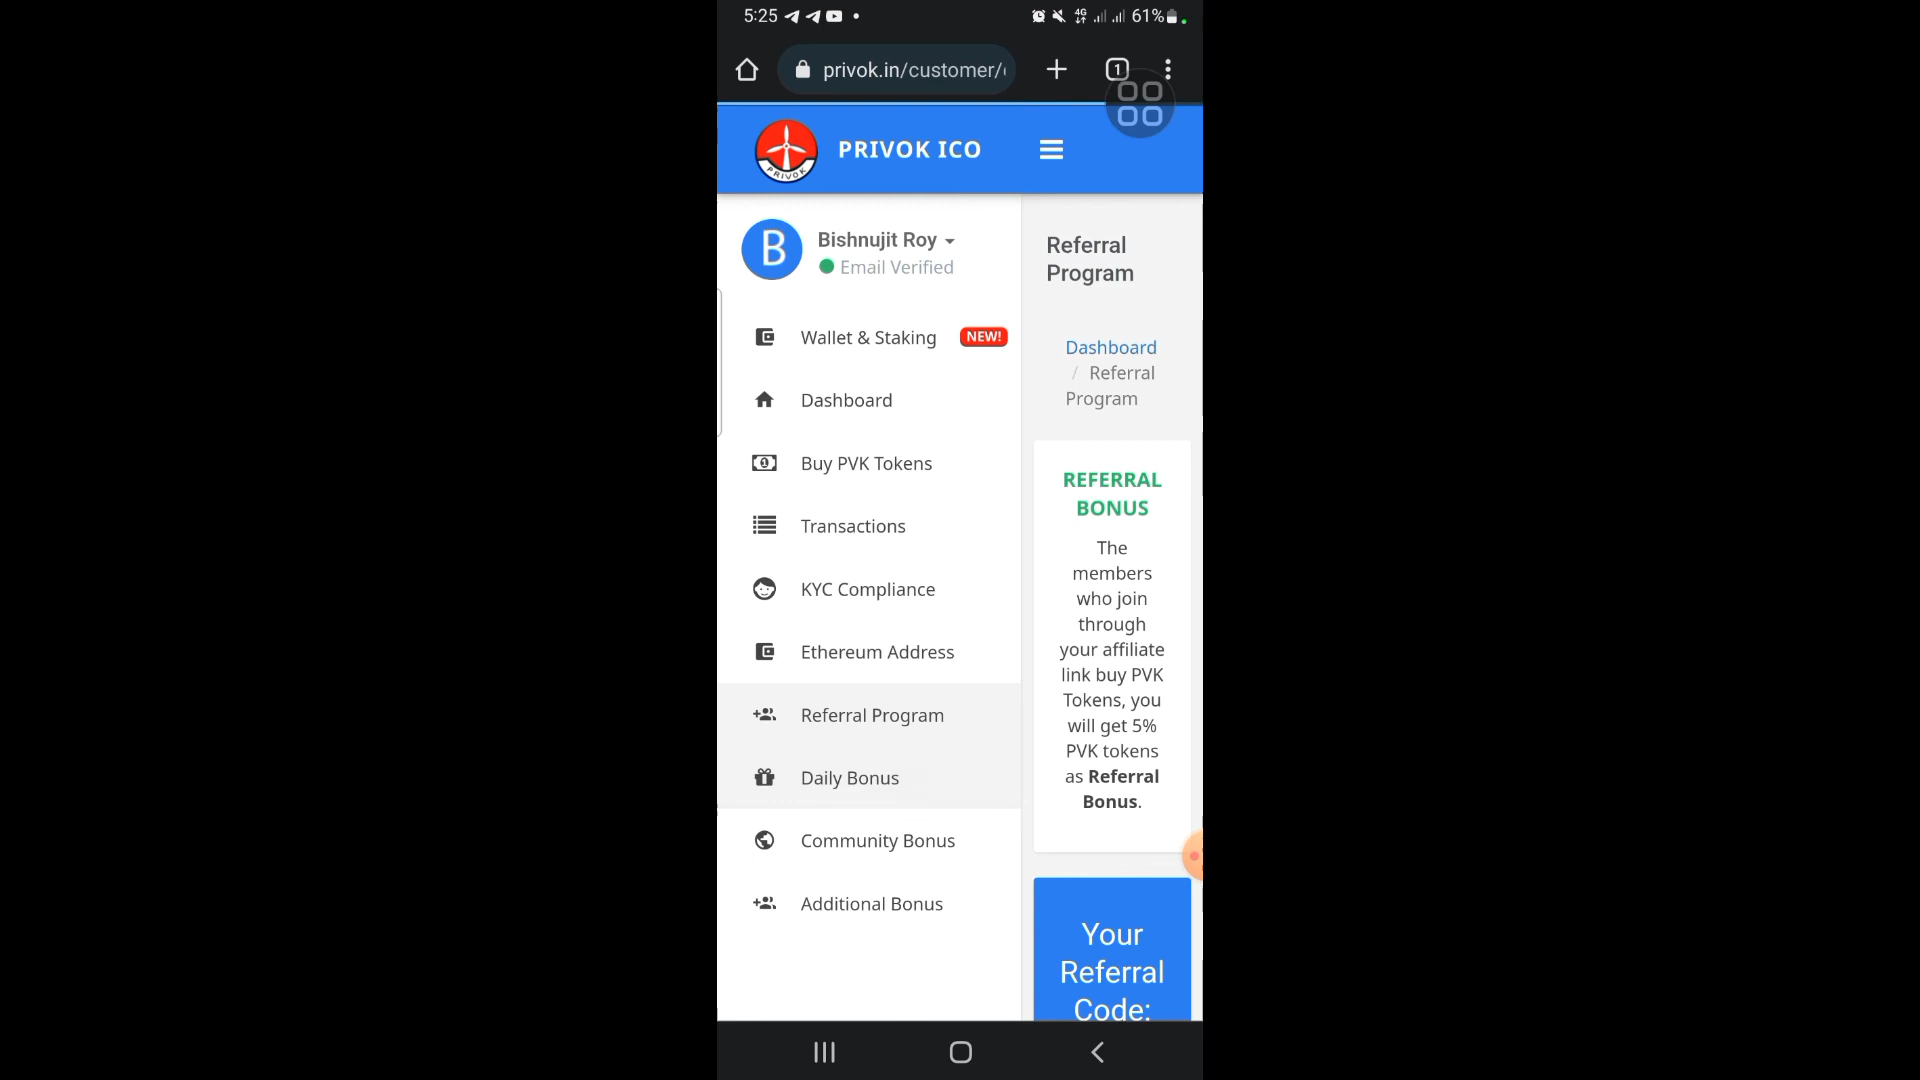 5:25
4G
61%
privok.in/customer/
1
PRIVOK
PRIVOK ICO
B
Bishnujit Roy
Email Verified
Wallet & Staking NEW!
Dashboard
Buy PVK Tokens
Transactions
KYC Compliance
Ethereum Address
Referral Program
Daily Bonus
Community Bonus
Additional Bonus
Referral
Program
Dashboard
/ Referral
Program
REFERRAL
BONUS
The
members
who join
through
your affiliate
link buy PVK
Tokens, you
will get 5%
PVK tokens
as Referral
Bonus.
Your
Referral
Code: